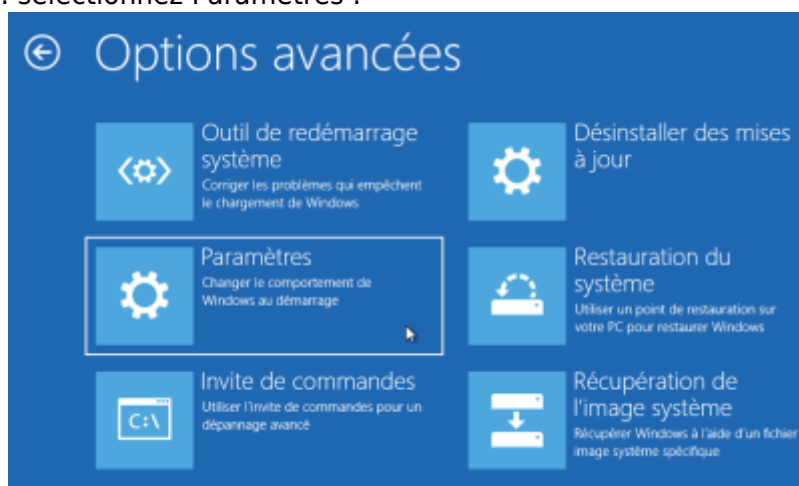 . sélectionnez Paramètres :
Options avancées
Outil de redémarrage
système
Corriger les problèmes qui empêchent
le chargement de Windows
Désinstaller des mises
à jour
Paramètres
Changer le comportement de
Windows au démarrage
Restauration du
système
Utiliser un point de restauration sur
votre PC pour restaurer Windows
Invite de commandes
Utiliser l'invite de commandes pour un
dépannage avancé
C:\
Récupération de
l'image système
Récupérer Windows à l'aide d'un fichier
image système spécifique